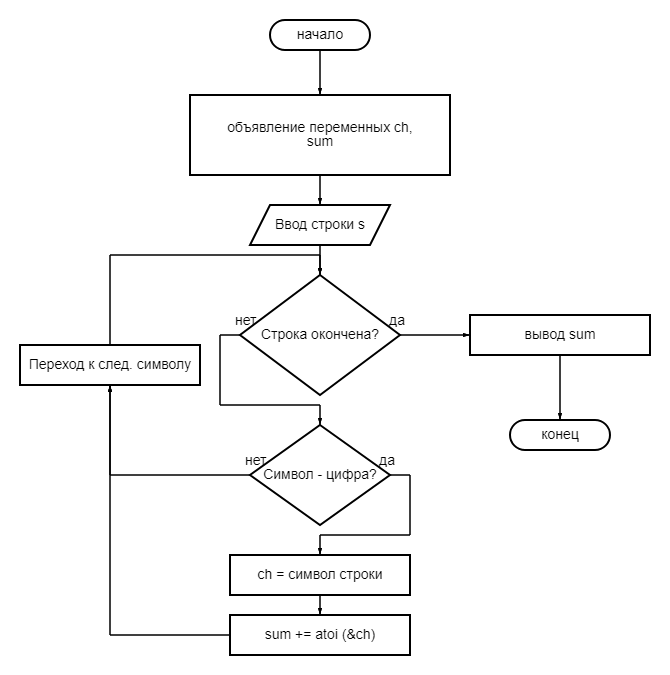 начало
объявление переменных ch,
sum
Ввод строки s
нет
Строка окончена?
да
вывод sum
Переход к след. символу
конец
нет
Символ - цифра?
да
ch = символ строки
sum += atoi (&ch)